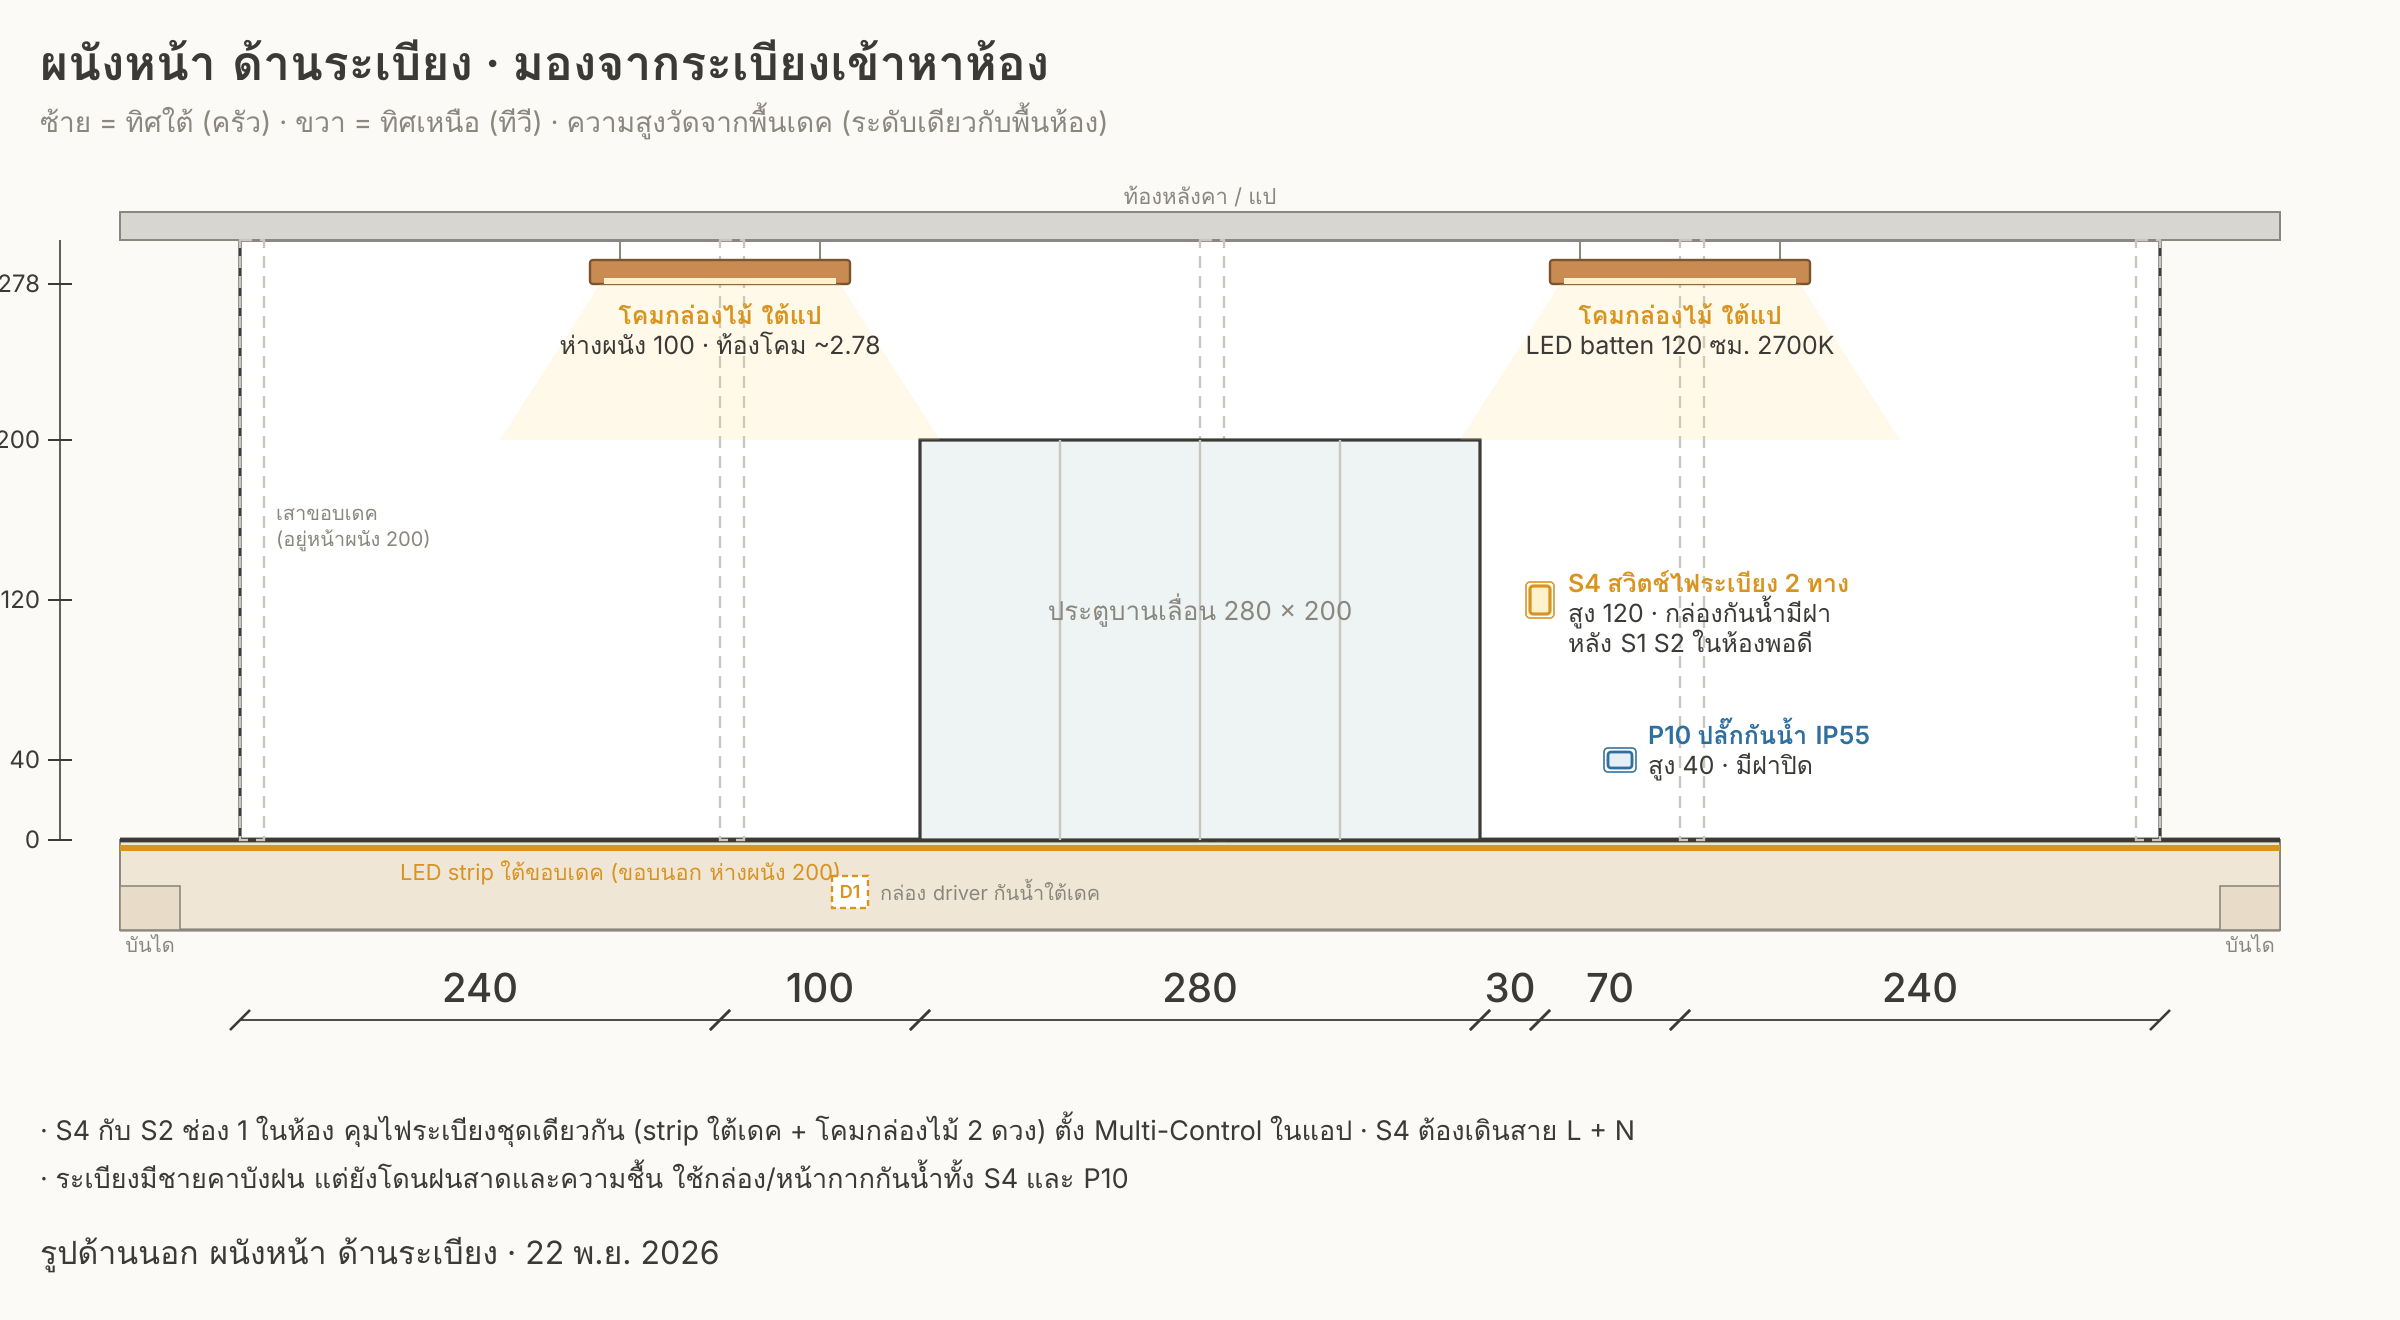 ผนังหน้า ด้านระเบียง · มองจากระเบียงเข้าหาห้อง
ซ้าย = ทิศใต้ (ครัว) · ขวา = ทิศเหนือ (ทีวี) · ความสูงวัดจากพื้นเดค (ระดับเดียวกับพื้นห้อง)
ท้องหลังคา / แป
278
โคมกล่องไม้ ใต้แป
ห่างผนัง 100 · ท้องโคม ~2.78
โคมกล่องไม้ ใต้แป
LED batten 120 ซม. 2700K
200
เสาขอบเดค
(อยู่หน้าผนัง 200)
120
ประตูบานเลื่อน 280 × 200
S4 สวิตช์ไฟระเบียง 2 ทาง
สูง 120 · กล่องกันน้ำมีฝา
หลัง S1 S2 ในห้องพอดี
40
P10 ปลั๊กกันน้ำ IP55
สูง 40 · มีฝาปิด
0
LED strip ใต้ขอบเดค (ขอบนอก ห่างผนัง 200)
D1 กล่อง driver กันน้ำใต้เดค
บันได
บันได
240 100 280 30 70 240
· S4 กับ S2 ช่อง 1 ในห้อง คุมไฟระเบียงชุดเดียวกัน (strip ใต้เดค + โคมกล่องไม้ 2 ดวง) ตั้ง Multi-Control ในแอป · S4 ต้องเดินสาย L + N
· ระเบียงมีชายคาบังฝน แต่ยังโดนฝนสาดและความชื้น ใช้กล่อง/หน้ากากกันน้ำทั้ง S4 และ P10
รูปด้านนอก ผนังหน้า ด้านระเบียง · 22 พ.ย. 2026